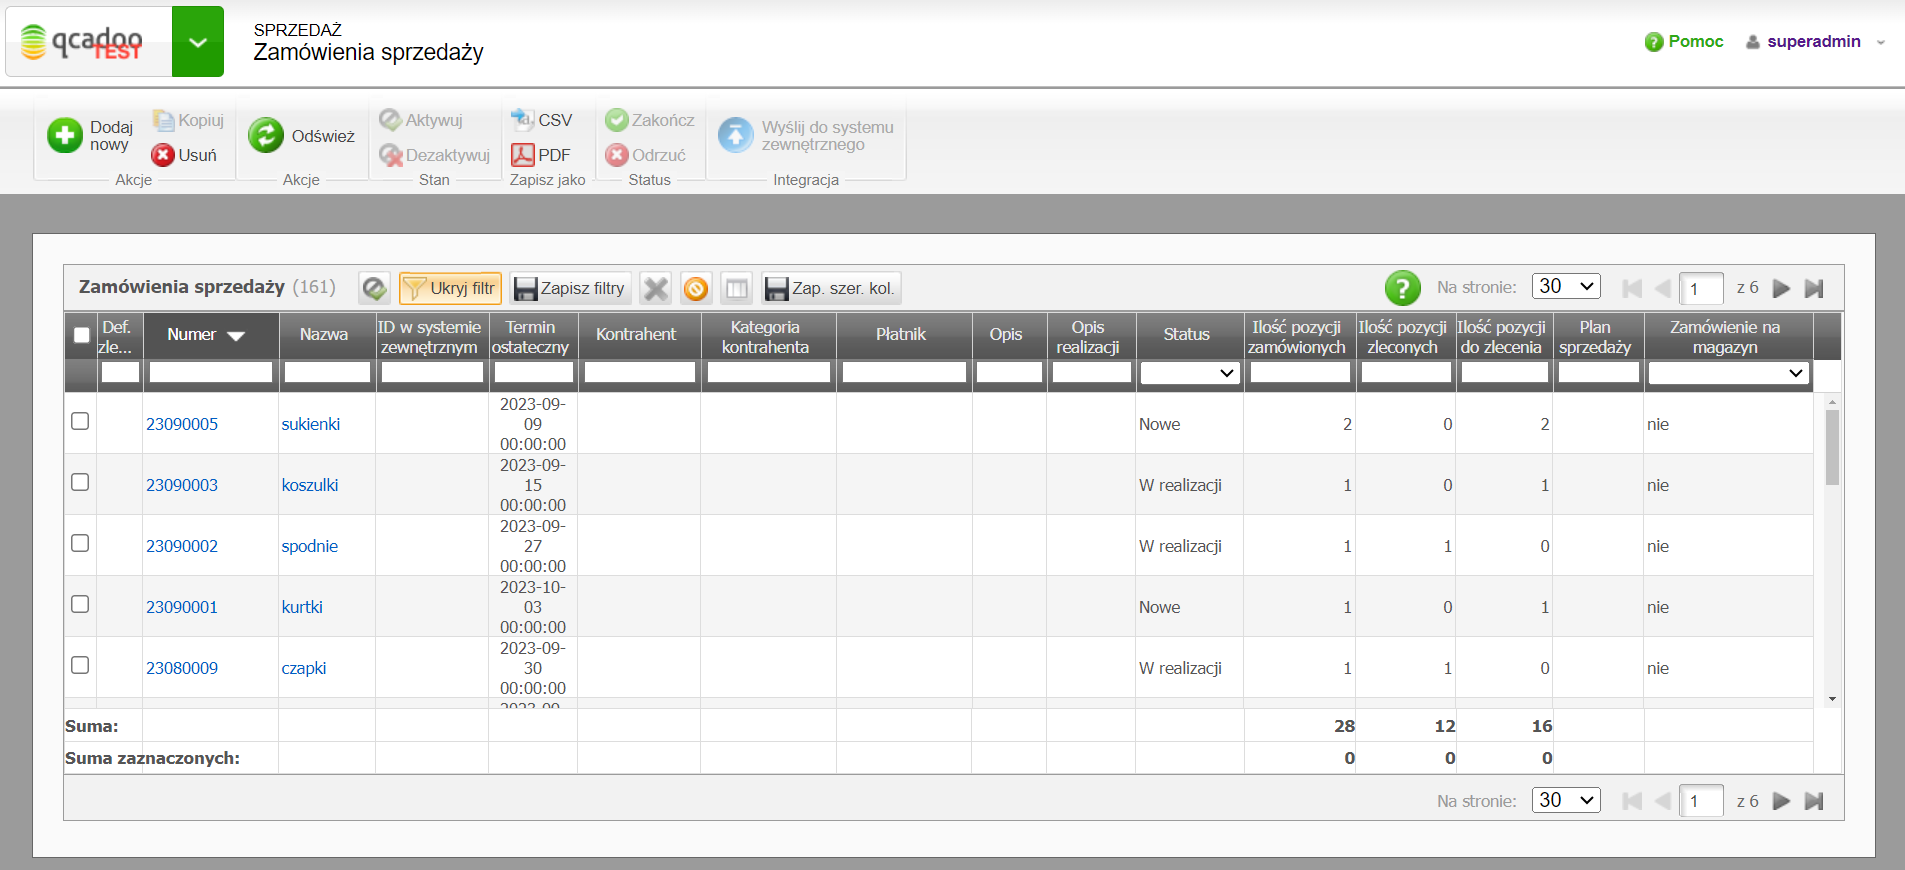 qcadoo
TEST
SPRZEDAŻ
Zamówienia sprzedaży
Pomoc
superadmin
Dodaj nowy
Kopiuj
Usuń
Akcje
Odśwież
Akcje
Aktywuj
Dezaktywuj
Stan
CSV
PDF
Zapisz jako
Zakończ
Odrzuć
Status
Wyślij do systemu zewnętrznego
Integracja
Zamówienia sprzedaży (161)
Ukryj filtr
Zapisz filtry
Zap. szer. kol.
Na stronie: 30
1 z 6
Def. zle... Numer Nazwa ID w systemie zewnętrznym Termin ostateczny Kontrahent Kategoria kontrahenta Płatnik Opis Opis realizacji Status Ilość pozycji zamówionych Ilość pozycji zleconych Ilość pozycji do zlecenia Plan sprzedaży Zamówienie na magazyn
23090005 sukienki 2023-09-09 00:00:00 Nowe 2 0 2 nie
23090003 koszulki 2023-09-15 00:00:00 W realizacji 1 0 1 nie
23090002 spodnie 2023-09-27 00:00:00 W realizacji 1 1 0 nie
23090001 kurtki 2023-10-03 00:00:00 Nowe 1 0 1 nie
23080009 czapki 2023-09-30 00:00:00 W realizacji 1 1 0 nie
Suma: 28 12 16
Suma zaznaczonych: 0 0 0
Na stronie: 30
1 z 6